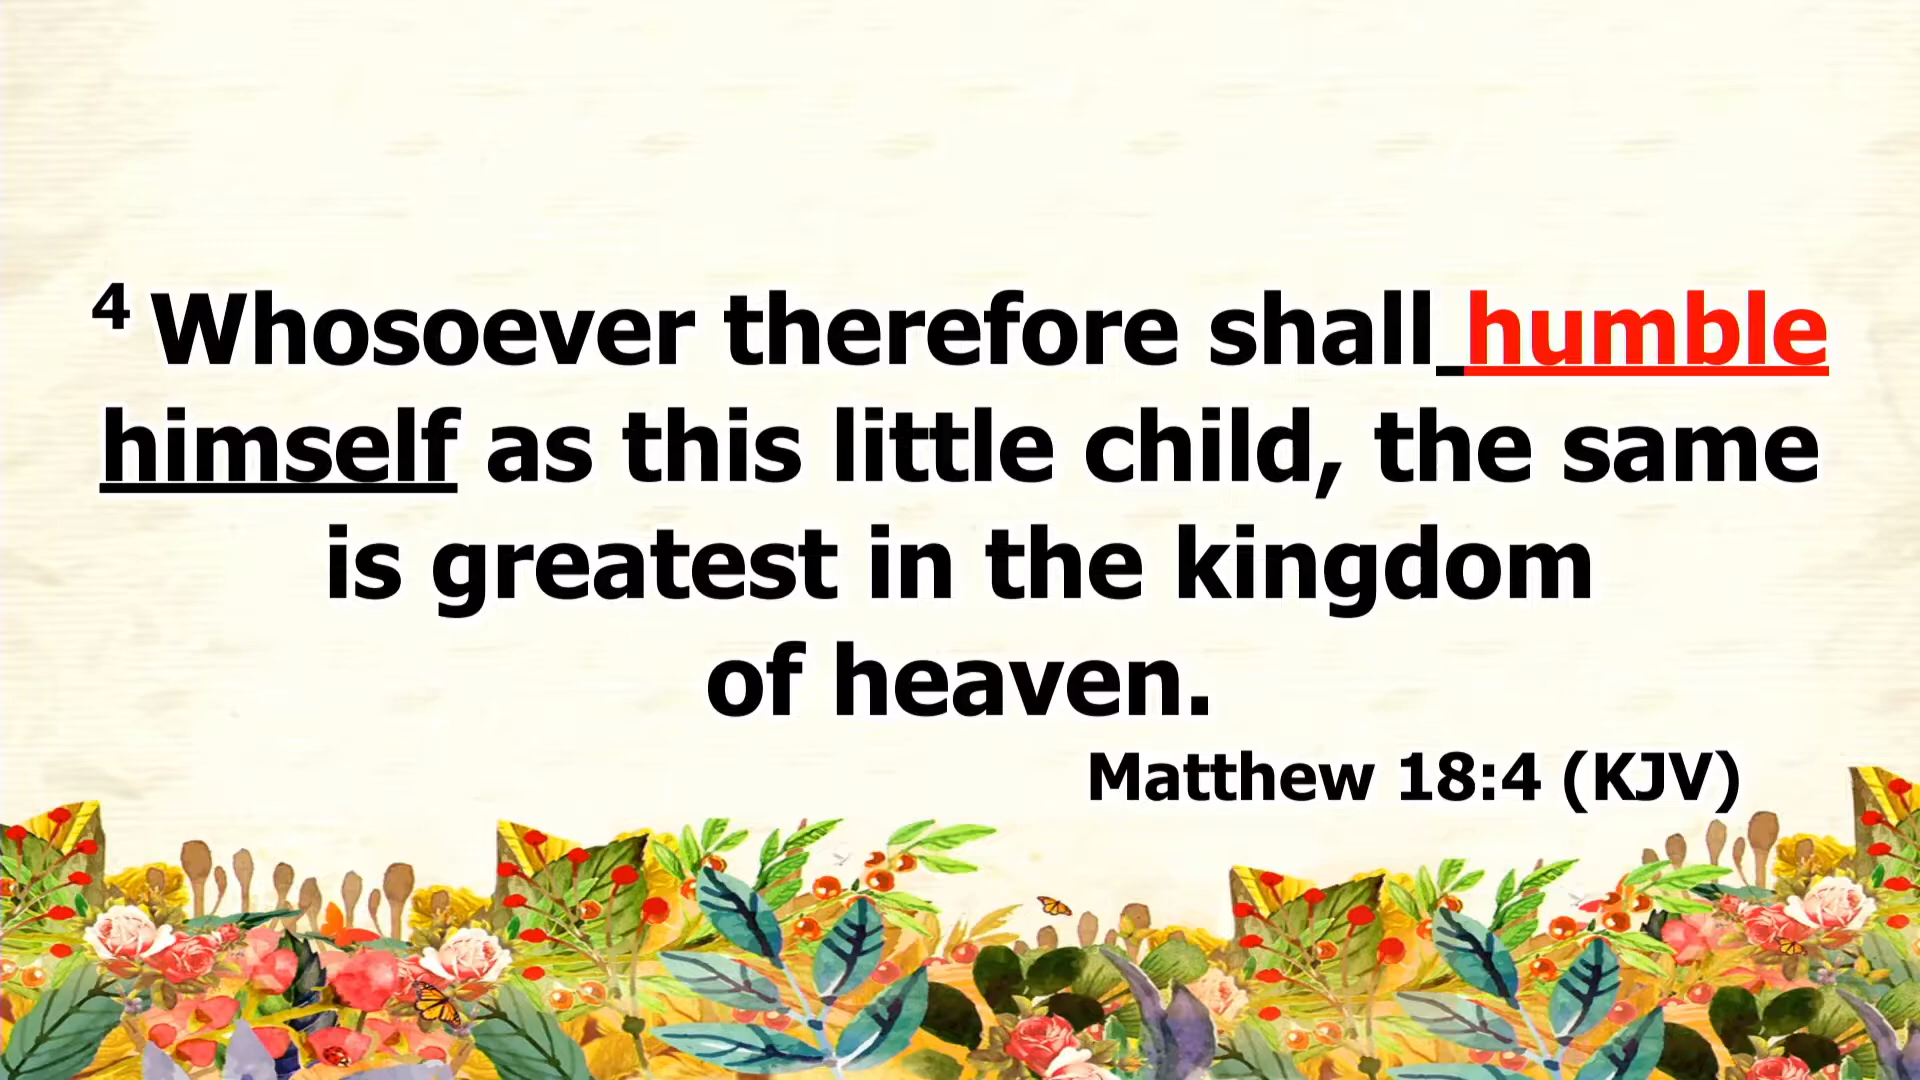 4 Whosoever therefore shall humble
himself as this little child, the same
is greatest in the kingdom
of heaven.
Matthew 18:4 (KJV)